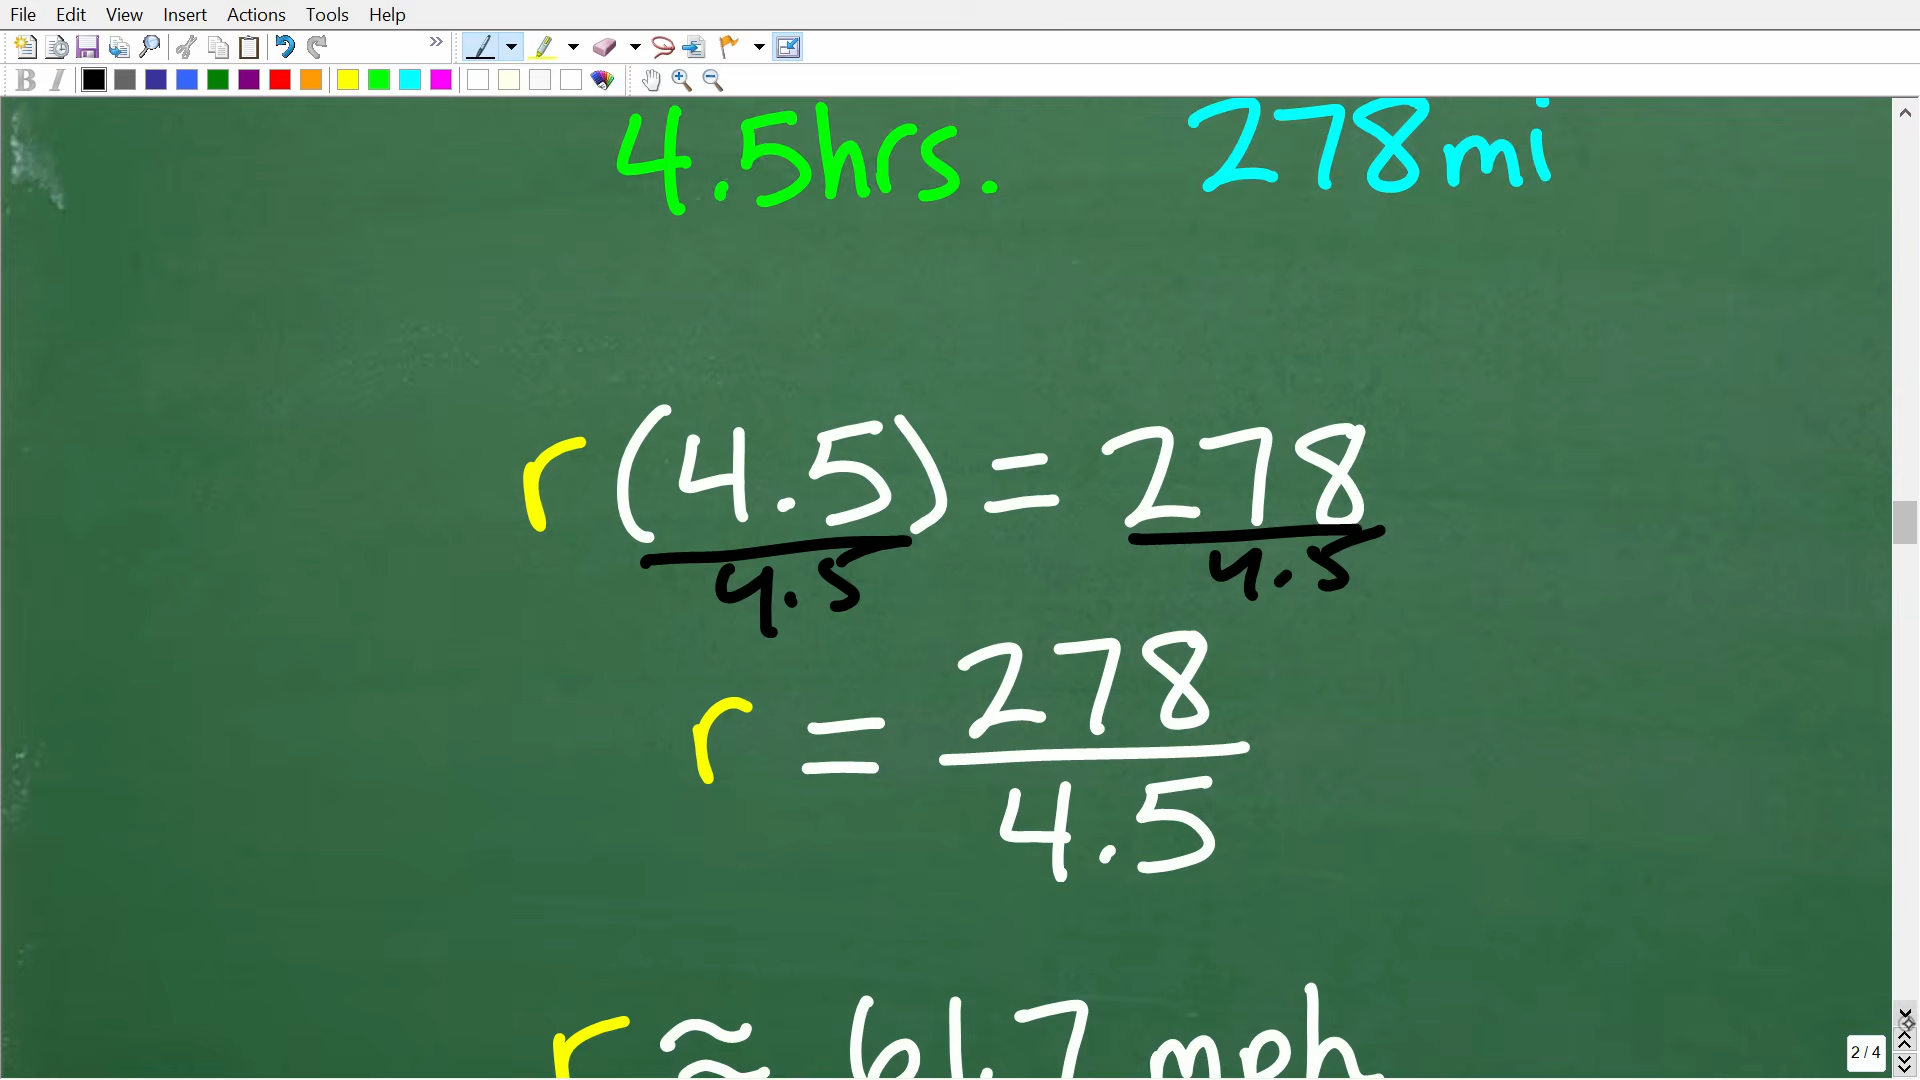 File Edit View Insert Actions Tools Help
B I
4.5hrs. 278mi
r(4.5) = 278
4.5 4.5
r = 278
4.5
r ≈ 61.7 mph
2 / 4